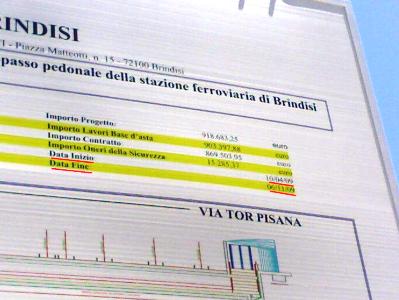 RINDISI
I - Piazza Matteotti, n. 15 - 72100 Brindisi
passo pedonale della stazione ferroviaria di Brindisi
Importo Progetto: 918.683,25 euro
Importo Lavori Base d'asta 903.397,88 euro
Importo Contratto: 869.503,05 euro
Importo Oneri della Sicurezza 15.285,37 euro
Data Inizio 10/04/09
Data Fine 06/11/09
VIA TOR PISANA